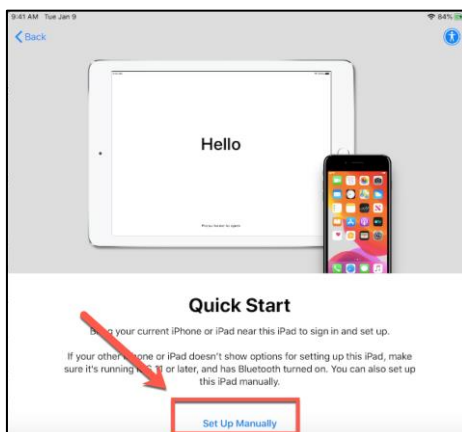 9:41 AM Tue Jan 9
84%
Back
Hello
Quick Start
your current iPhone or iPad near this iPad to sign in and set up.
If your other or iPad doesn't show options for setting up this iPad, make
sure it's running or later, and has Bluetooth turned on. You can also set up
this iPad manually.
Set Up Manually